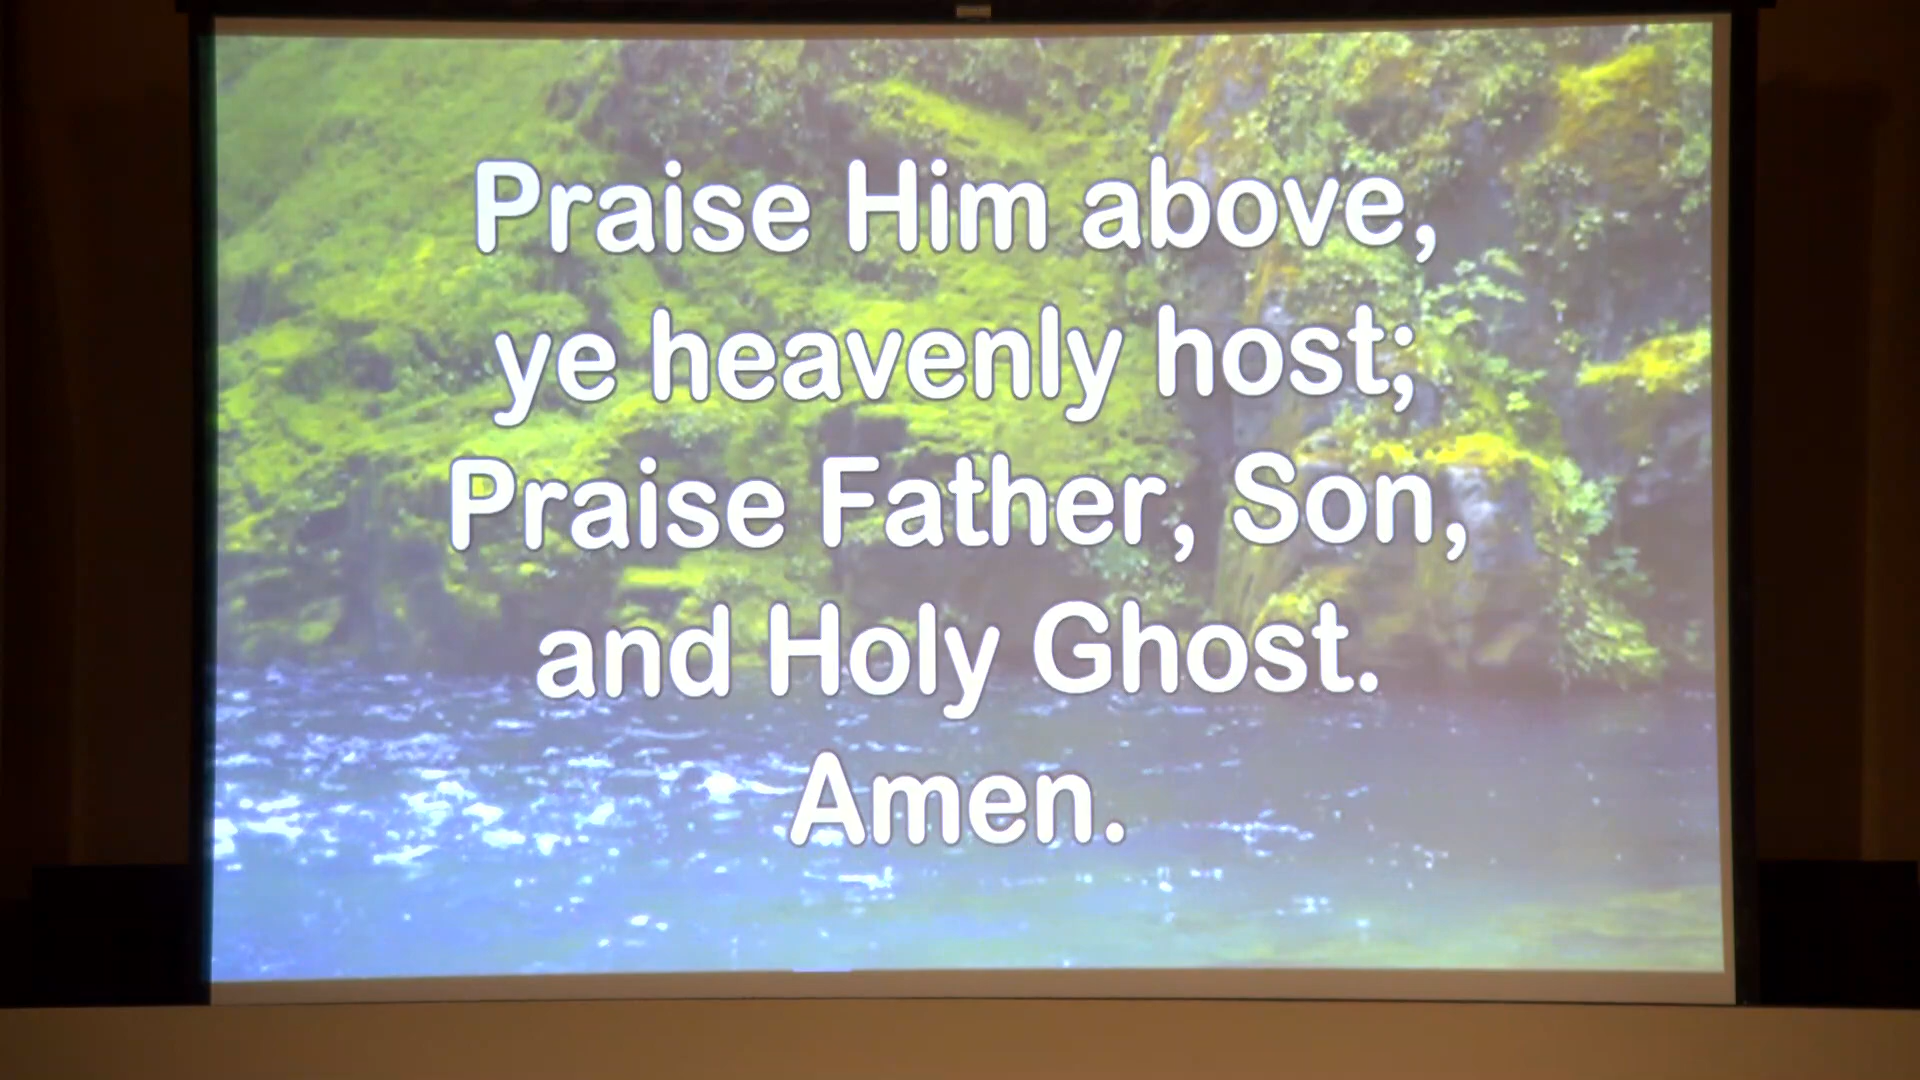 Praise Him above,
ye heavenly host;
Praise Father, Son,
and Holy Ghost.
Amen.